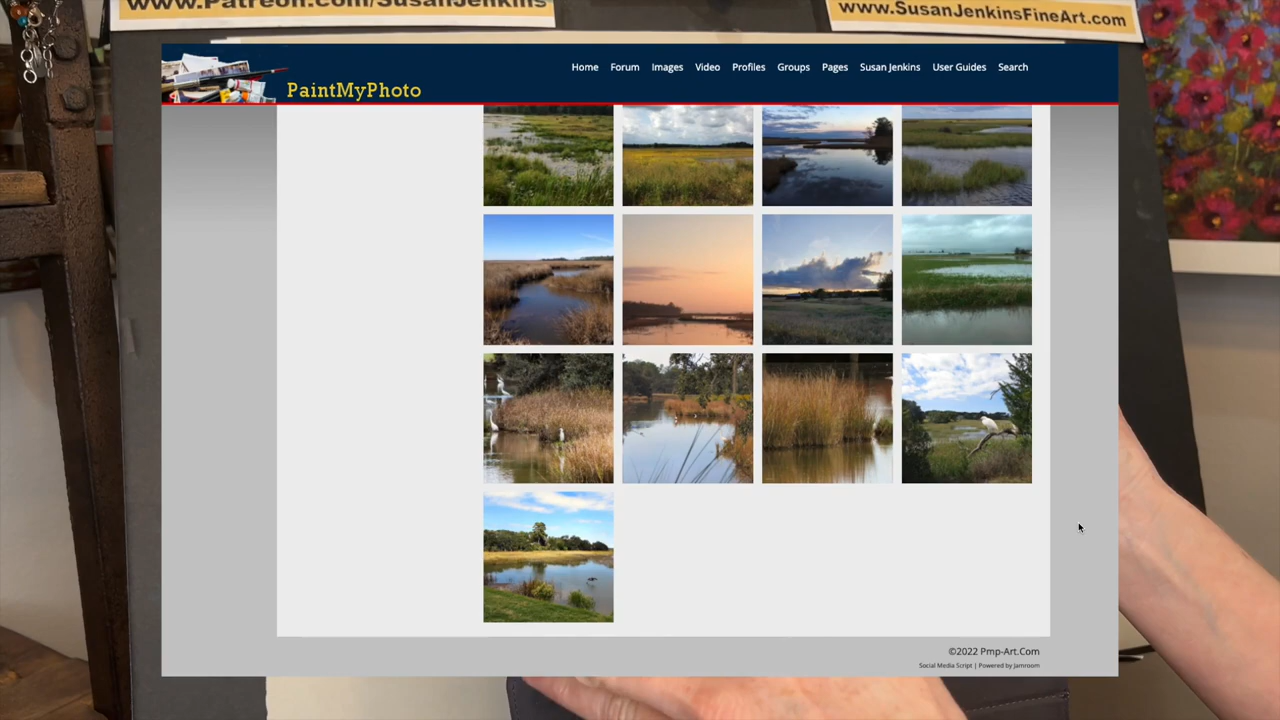 www.Patreon.com/SusanJenkins
www.SusanJenkinsFineArt.com
Home Forum Images Video Profiles Groups Pages Susan Jenkins User Guides Search
PaintMyPhoto
©2022 Pmp-Art.Com
Social Media Script | Powered by Jamroom